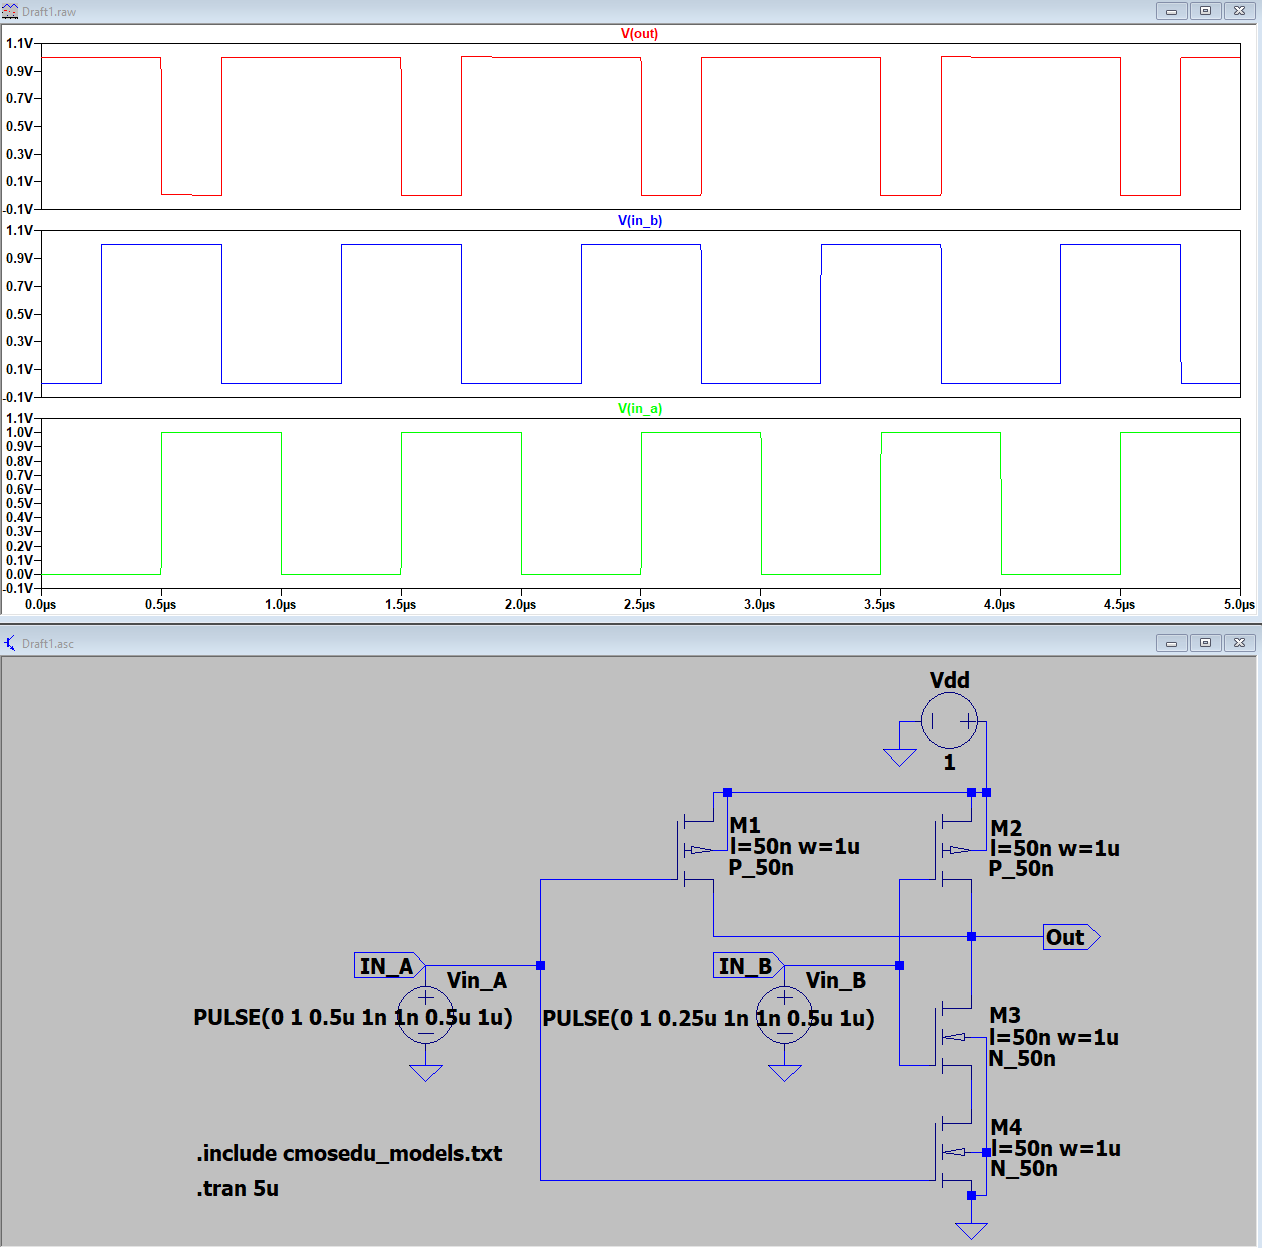 Draft1.raw
V(out)
1.1V
0.9V
0.7V
0.5V
0.3V
0.1V
-0.1V
V(in_b)
1.1V
0.9V
0.7V
0.5V
0.3V
0.1V
-0.1V
V(in_a)
1.1V
1.0V
0.9V
0.8V
0.7V
0.6V
0.5V
0.4V
0.3V
0.2V
0.1V
0.0V
-0.1V
0.0µs 0.5µs 1.0µs 1.5µs 2.0µs 2.5µs 3.0µs 3.5µs 4.0µs 4.5µs 5.0µs
Draft1.asc
Vdd
1
M1
l=50n w=1u
P_50n
M2
l=50n w=1u
P_50n
Out
IN_A
Vin_A
PULSE(0 1 0.5u 1n 1n 0.5u 1u)
IN_B
Vin_B
PULSE(0 1 0.25u 1n 1n 0.5u 1u)
M3
l=50n w=1u
N_50n
M4
l=50n w=1u
N_50n
.include cmosedu_models.txt
.tran 5u